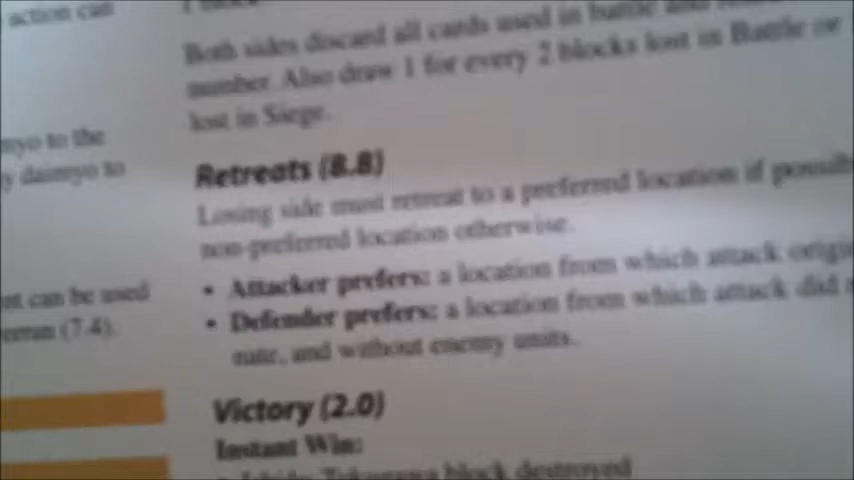 action can
Both sides discard all cards used in battle and
number. Also draw 1 for every 2 blocks lost in Battle or
lost in Siege.
to the
daimyo to
can be used
(7.4).
Retreats (8.8)
Losing side must retreat to a preferred location if
non-preferred location otherwise.
• Attacker prefers: a location from which attack
• Defender prefers: a location from which attack did
nate, and without enemy units.
Victory (2.0)
Instant Win:
Tokugawa block destroyed